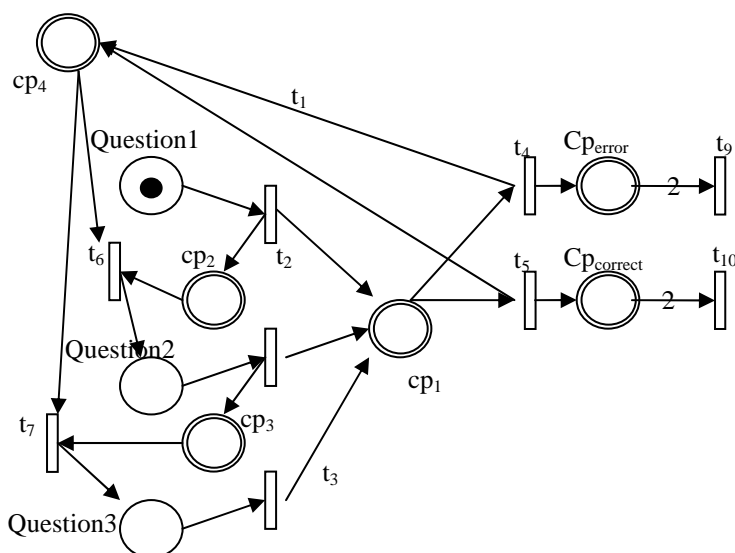 cp4
t1
Question1
t4
Cperror
t9
2
t6
cp2
t2
t5
Cpcorrect
t10
2
Question2
cp1
t7
cp3
t3
Question3